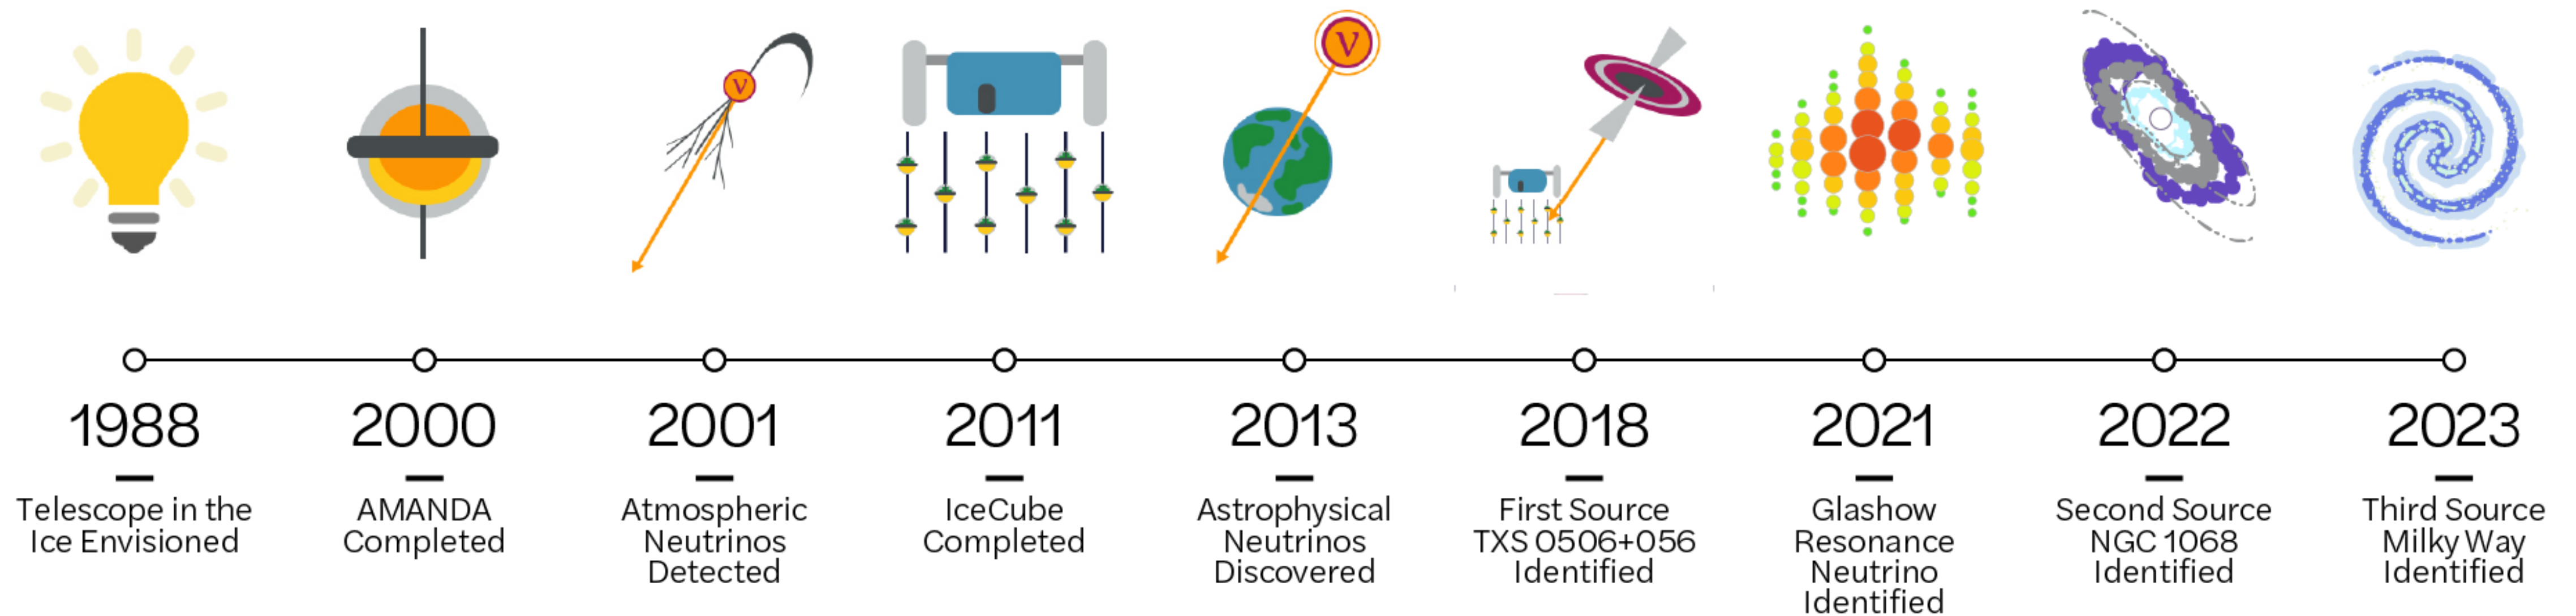 V
V
1988
Telescope in the
Ice Envisioned
2000
AMANDA
Completed
2001
Atmospheric
Neutrinos
Detected
2011
IceCube
Completed
2013
Astrophysical
Neutrinos
Discovered
2018
First Source
TXS 0506+056
Identified
2021
Glashow
Resonance
Neutrino
Identified
2022
Second Source
NGC 1068
Identified
2023
Third Source
Milky Way
Identified